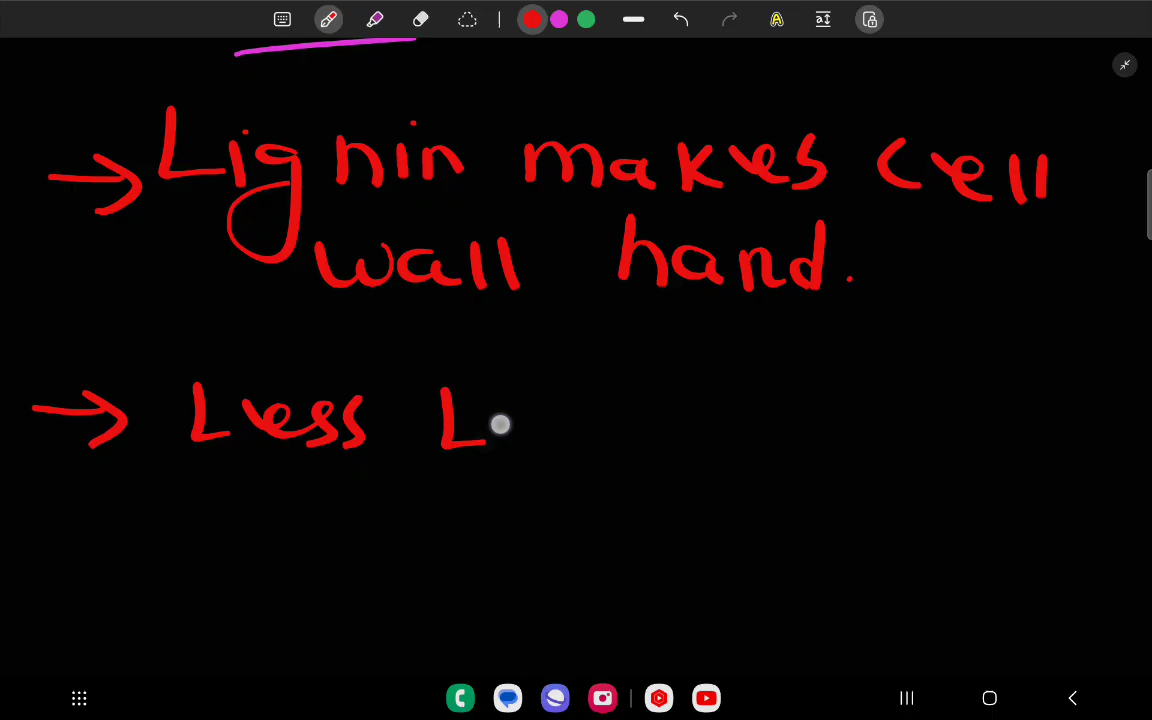 → Lignin makes cell
wall hand.
→ Less L